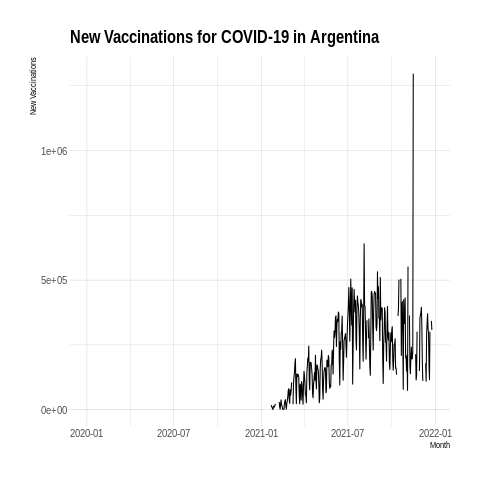 New Vaccinations for COVID-19 in Argentina
New Vaccinations
1e+06
5e+05
0e+00
2020-01 2020-07 2021-01 2021-07 2022-01
Month